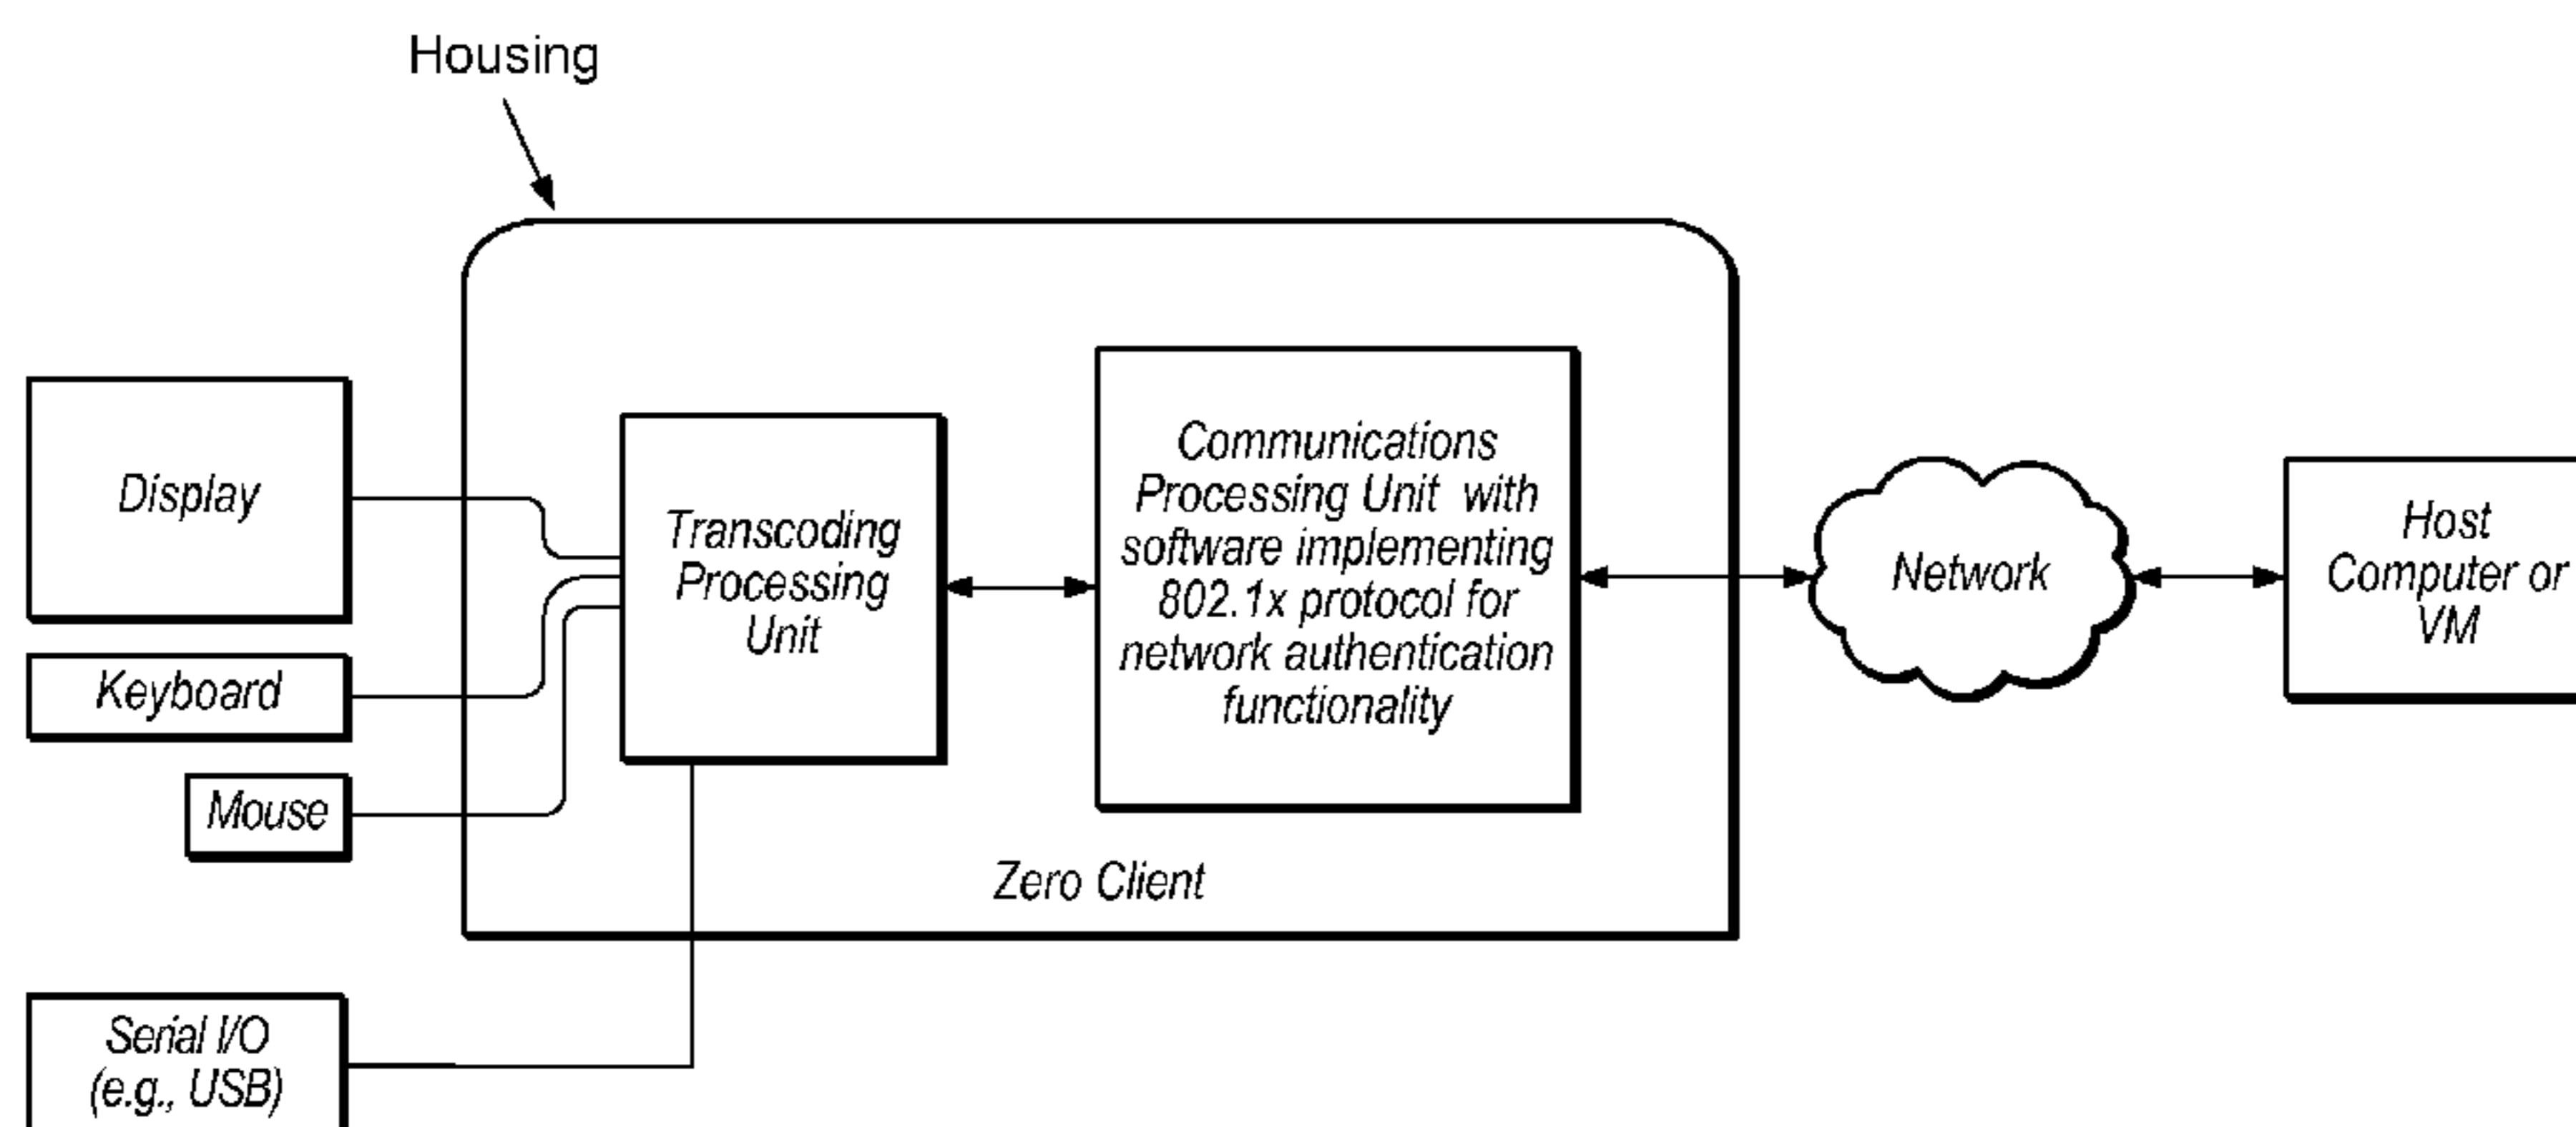 Housing
Display
Keyboard
Mouse
Serial I/O
(e.g., USB)
Transcoding
Processing
Unit
Communications
Processing Unit with
software implementing
802.1x protocol for
network authentication
functionality
Zero Client
Network
Host
Computer or
VM